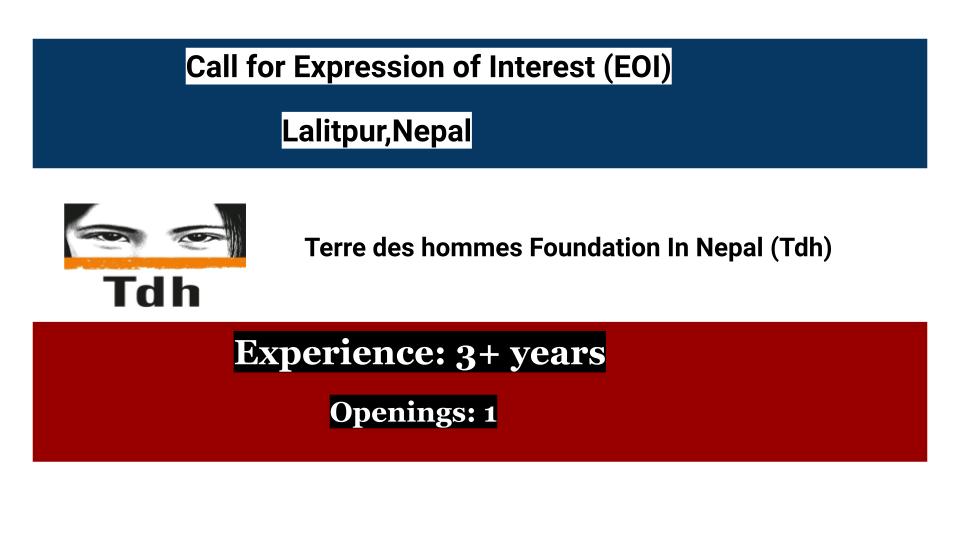 Call for Expression of Interest (EOI)
Lalitpur,Nepal
Terre des hommes Foundation In Nepal (Tdh)
Tdh
Experience: 3+ years
Openings: 1